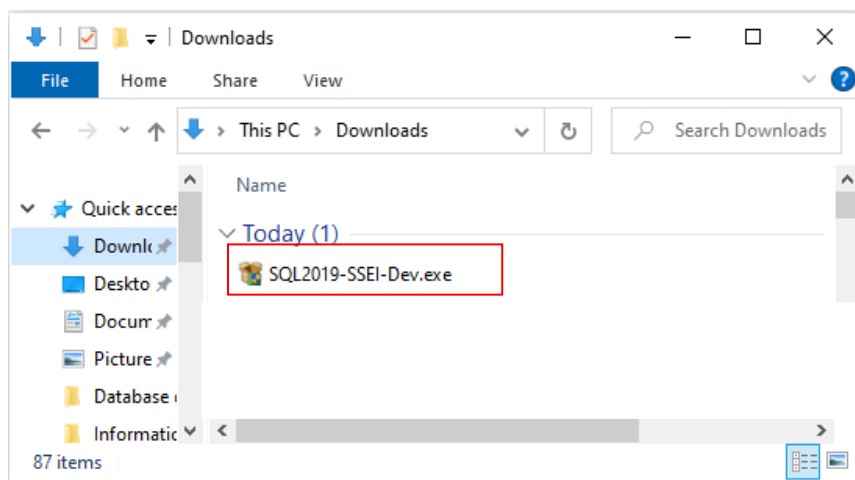 Downloads
File Home Share View
This PC > Downloads
Search Downloads
Name
Quick acces
Today (1)
Downlo
SQL2019-SSEI-Dev.exe
Deskto
Docum
Picture
Database
Informatic
87 items